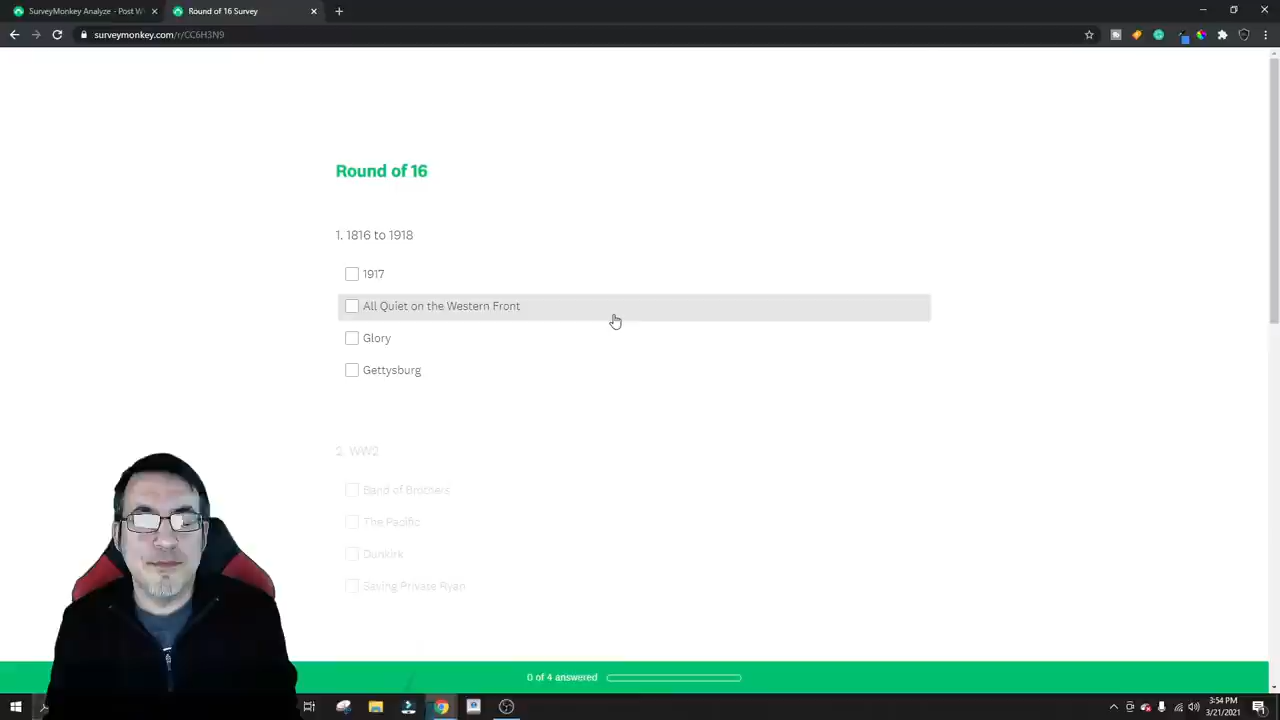 SurveyMonkey Analyze - Post W
Round of 16 Survey
surveymonkey.com/r/CC6H3N9
Round of 16
1. 1816 to 1918
1917
All Quiet on the Western Front
Glory
Gettysburg
2. WW2
Band of Brothers
The Pacific
Dunkirk
Saving Private Ryan
0 of 4 answered
3:54 PM
3/21/2021